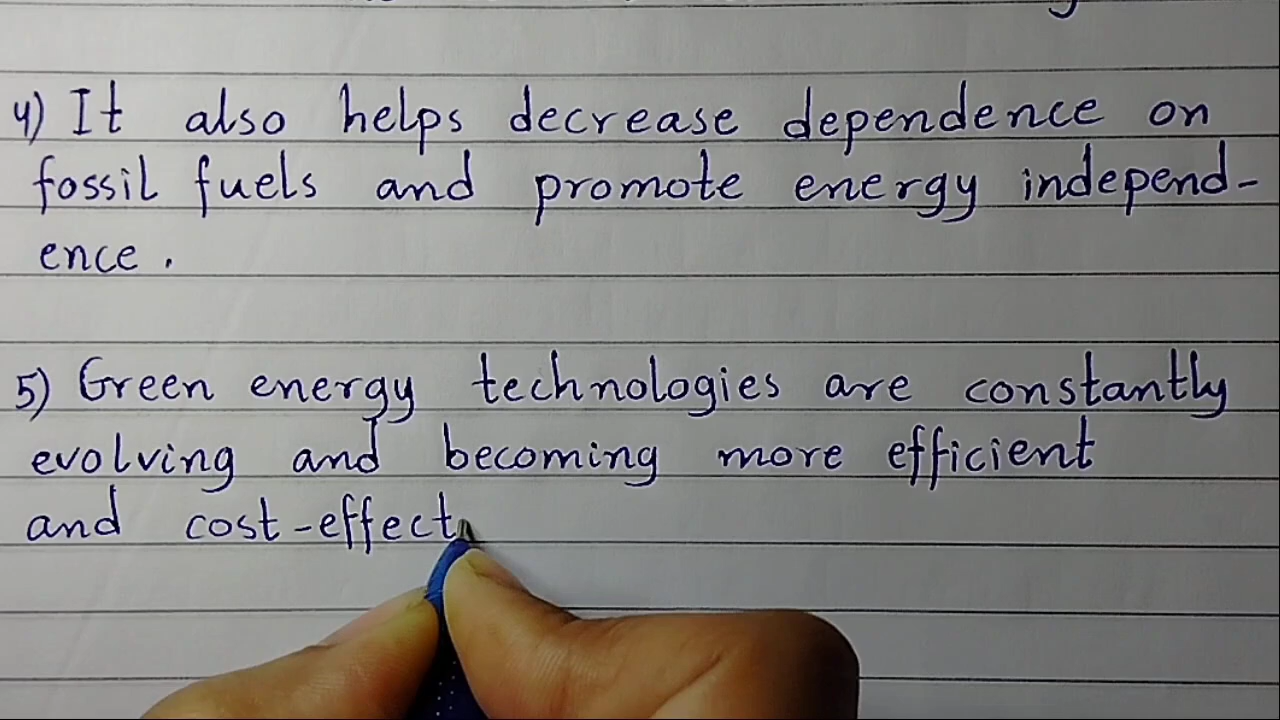 4) It also helps decrease dependence on
fossil fuels and promote energy independ-
ence.
5) Green energy technologies are constantly
evolving and becoming more efficient
and cost-effect